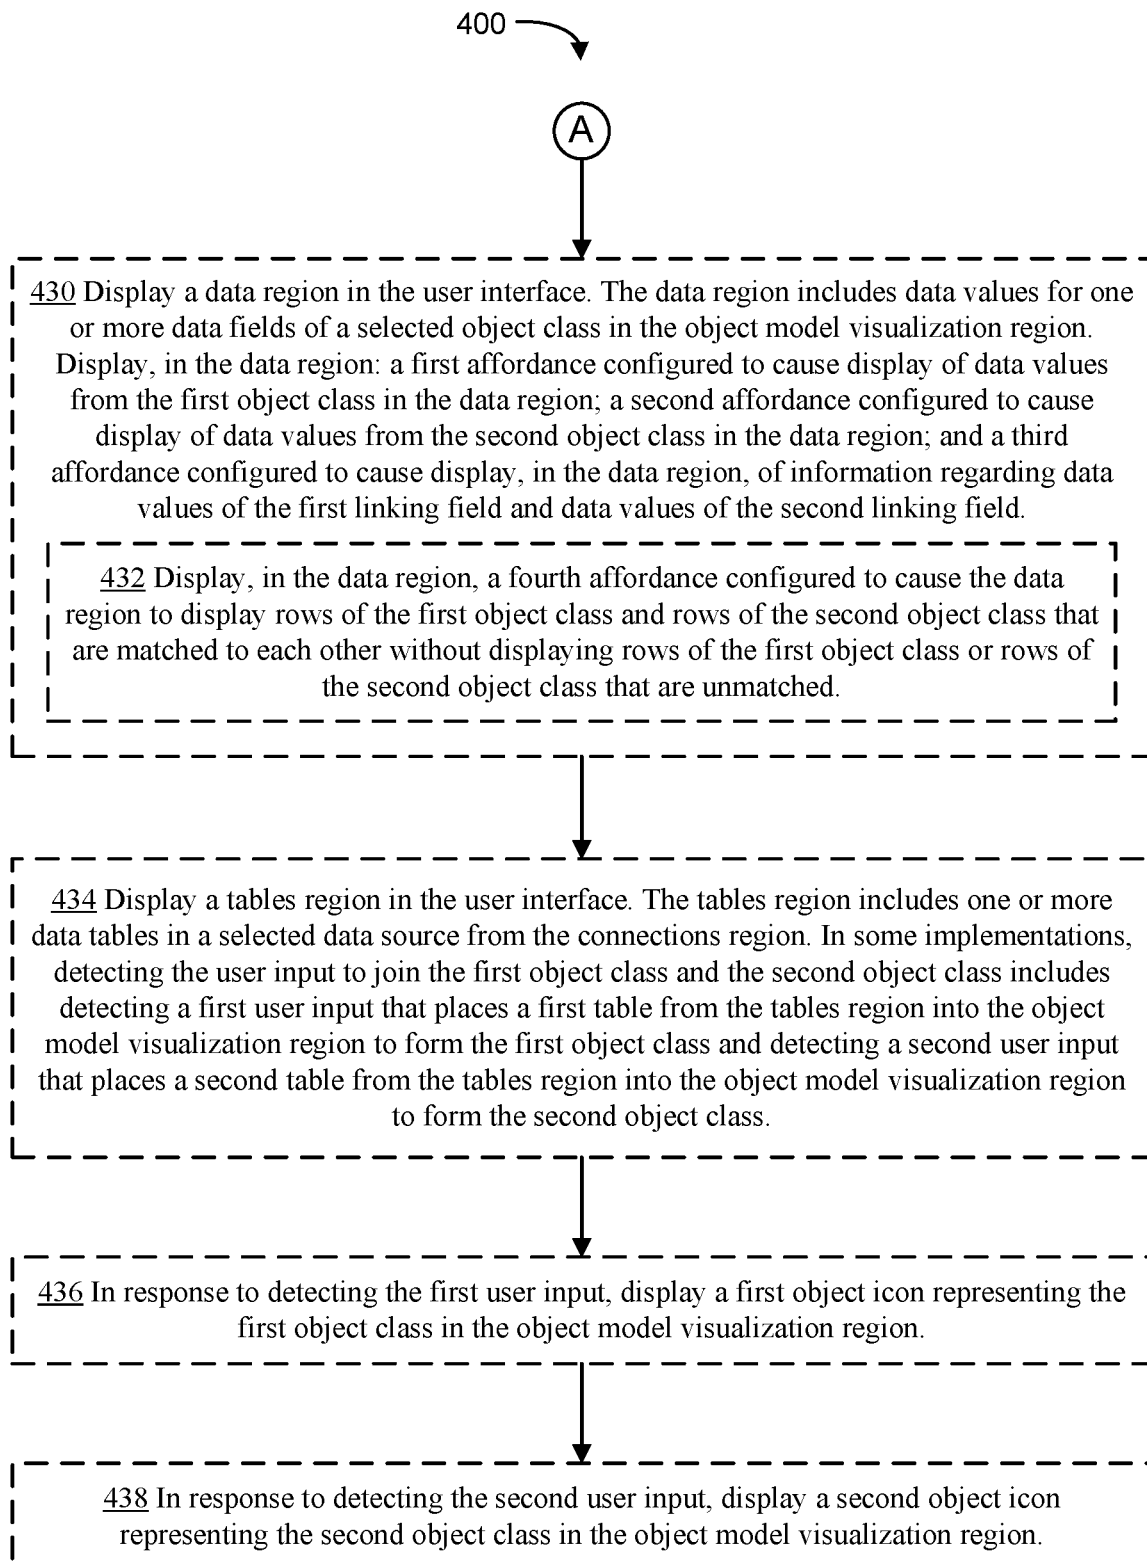 400
A
430 Display a data region in the user interface. The data region includes data values for one
or more data fields of a selected object class in the object model visualization region.
Display, in the data region: a first affordance configured to cause display of data values
from the first object class in the data region; a second affordance configured to cause
display of data values from the second object class in the data region; and a third
affordance configured to cause display, in the data region, of information regarding data
values of the first linking field and data values of the second linking field.
432 Display, in the data region, a fourth affordance configured to cause the data
region to display rows of the first object class and rows of the second object class that
are matched to each other without displaying rows of the first object class or rows of
the second object class that are unmatched.
434 Display a tables region in the user interface. The tables region includes one or more
data tables in a selected data source from the connections region. In some implementations,
detecting the user input to join the first object class and the second object class includes
detecting a first user input that places a first table from the tables region into the object
model visualization region to form the first object class and detecting a second user input
that places a second table from the tables region into the object model visualization region
to form the second object class.
436 In response to detecting the first user input, display a first object icon representing the
first object class in the object model visualization region.
438 In response to detecting the second user input, display a second object icon
representing the second object class in the object model visualization region.